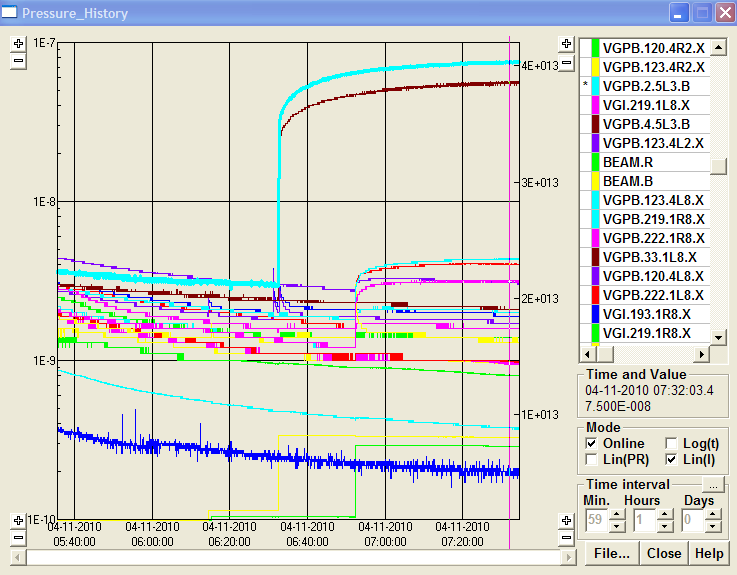 Pressure_History
1E-7
1E-8
1E-9
1E-10
4E+013
3E+013
2E+013
1E+013
04-11-2010 04-11-2010 04-11-2010 04-11-2010 04-11-2010 04-11-2010
05:40:00 06:00:00 06:20:00 06:40:00 07:00:00 07:20:00
VGPB.120.4R2.X
VGPB.123.4R2.X
* VGPB.2.5L3.B
VGI.219.1L8.X
VGPB.4.5L3.B
VGPB.123.4L2.X
BEAM.R
BEAM.B
VGPB.123.4L8.X
VGPB.219.1R8.X
VGPB.222.1R8.X
VGPB.33.1L8.X
VGPB.120.4L8.X
VGPB.222.1L8.X
VGI.193.1R8.X
VGI.219.1R8.X
Time and Value
04-11-2010 07:32:03.4
7.500E-008
Mode
Online Log(t)
Lin(PR) Lin(I)
Time interval ...
Min. Hours Days
59 1 0
File... Close Help